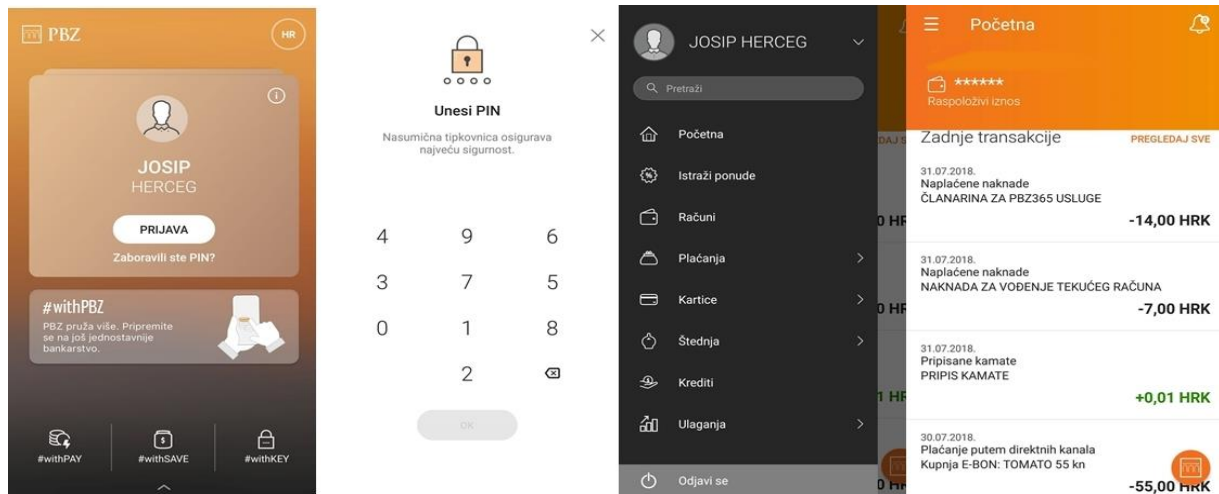 PBZ
HR
JOSIP
HERCEG
PRIJAVA
Zaboravili ste PIN?
#withPBZ
PBZ pruža više. Pripremite
se na još jednostavnije
bankarstvo.
#withPAY
#withSAVE
#withKEY
Unesi PIN
Nasumična tipkovnica osigurava
najveću sigurnost.
4 9 6
3 7 5
0 1 8
2
OK
JOSIP HERCEG
Pretraži
Početna
Istraži ponude
Računi
Plaćanja
Kartice
Štednja
Krediti
Ulaganja
Odjavi se
Početna
******
Raspoloživi iznos
Zadnje transakcije PREGLEDAJ SVE
31.07.2018.
Naplaćene naknade
ČLANARINA ZA PBZ365 USLUGE
-14,00 HRK
31.07.2018.
Naplaćene naknade
NAKNADA ZA VOĐENJE TEKUĆEG RAČUNA
-7,00 HRK
31.07.2018.
Pripisane kamate
PRIPIS KAMATE
+0,01 HRK
30.07.2018.
Plaćanje putem direktnih kanala
Kupnja E-BON: TOMATO 55 kn
-55,00 HRK